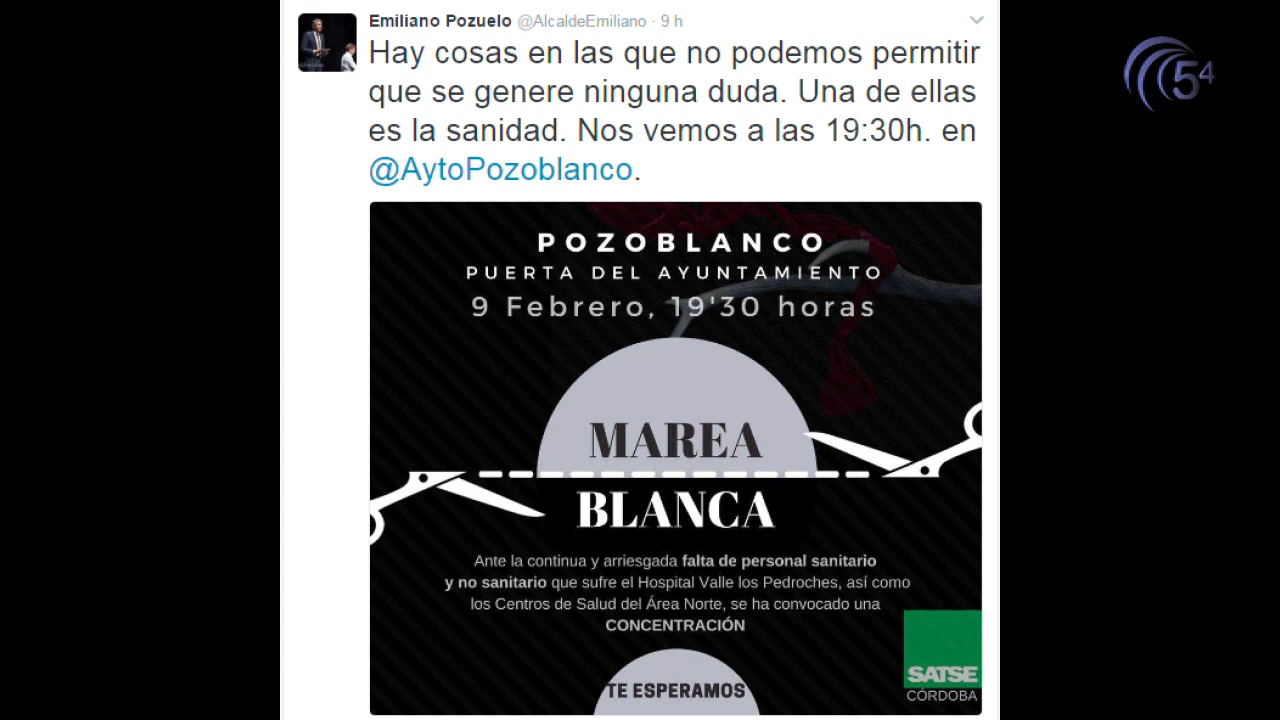 Emiliano Pozuelo @AlcaldeEmiliano · 9 h
Hay cosas en las que no podemos permitir
que se genere ninguna duda. Una de ellas
es la sanidad. Nos vemos a las 19:30h. en
@AytoPozoblanco.
54
POZOBLANCO
PUERTA DEL AYUNTAMIENTO
9 Febrero, 19'30 horas
MAREA
BLANCA
Ante la continua y arriesgada falta de personal sanitario
y no sanitario que sufre el Hospital Valle los Pedroches, así como
los Centros de Salud del Área Norte, se ha convocado una
CONCENTRACIÓN
TE ESPERAMOS
SATSE
CÓRDOBA